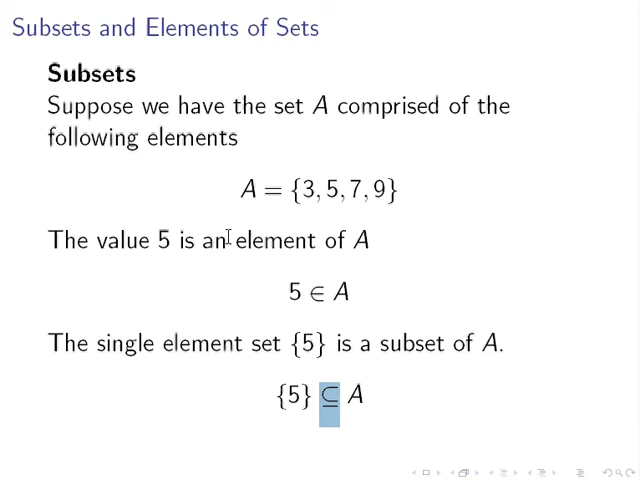 Subsets and Elements of Sets
Subsets
Suppose we have the set A comprised of the
following elements
A = {3, 5, 7, 9}
The value 5 is an element of A
5 ∈ A
The single element set {5} is a subset of A.
{5} ⊆ A